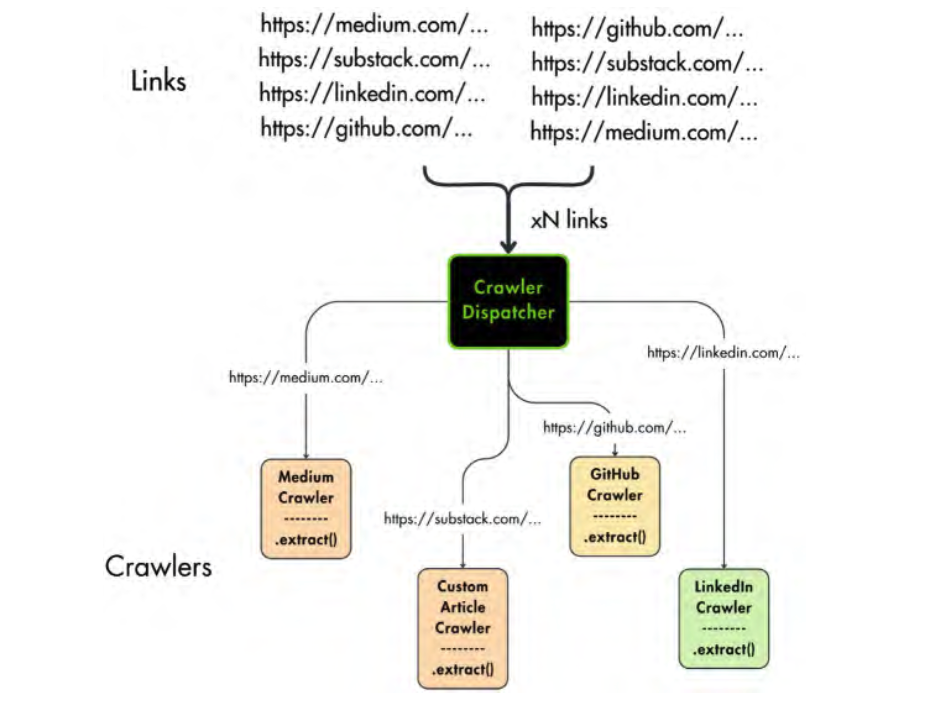 https://medium.com/...
https://substack.com/...
https://linkedin.com/...
https://github.com/...
https://github.com/...
https://substack.com/...
https://linkedin.com/...
https://medium.com/...
Links
xN links
Crawler
Dispatcher
https://linkedin.com/...
https://medium.com/...
https://github.com/...
Medium
Crawler
--------
.extract()
GitHub
Crawler
--------
.extract()
https://substack.com/...
Crawlers
Custom
Article
Crawler
--------
.extract()
LinkedIn
Crawler
--------
.extract()